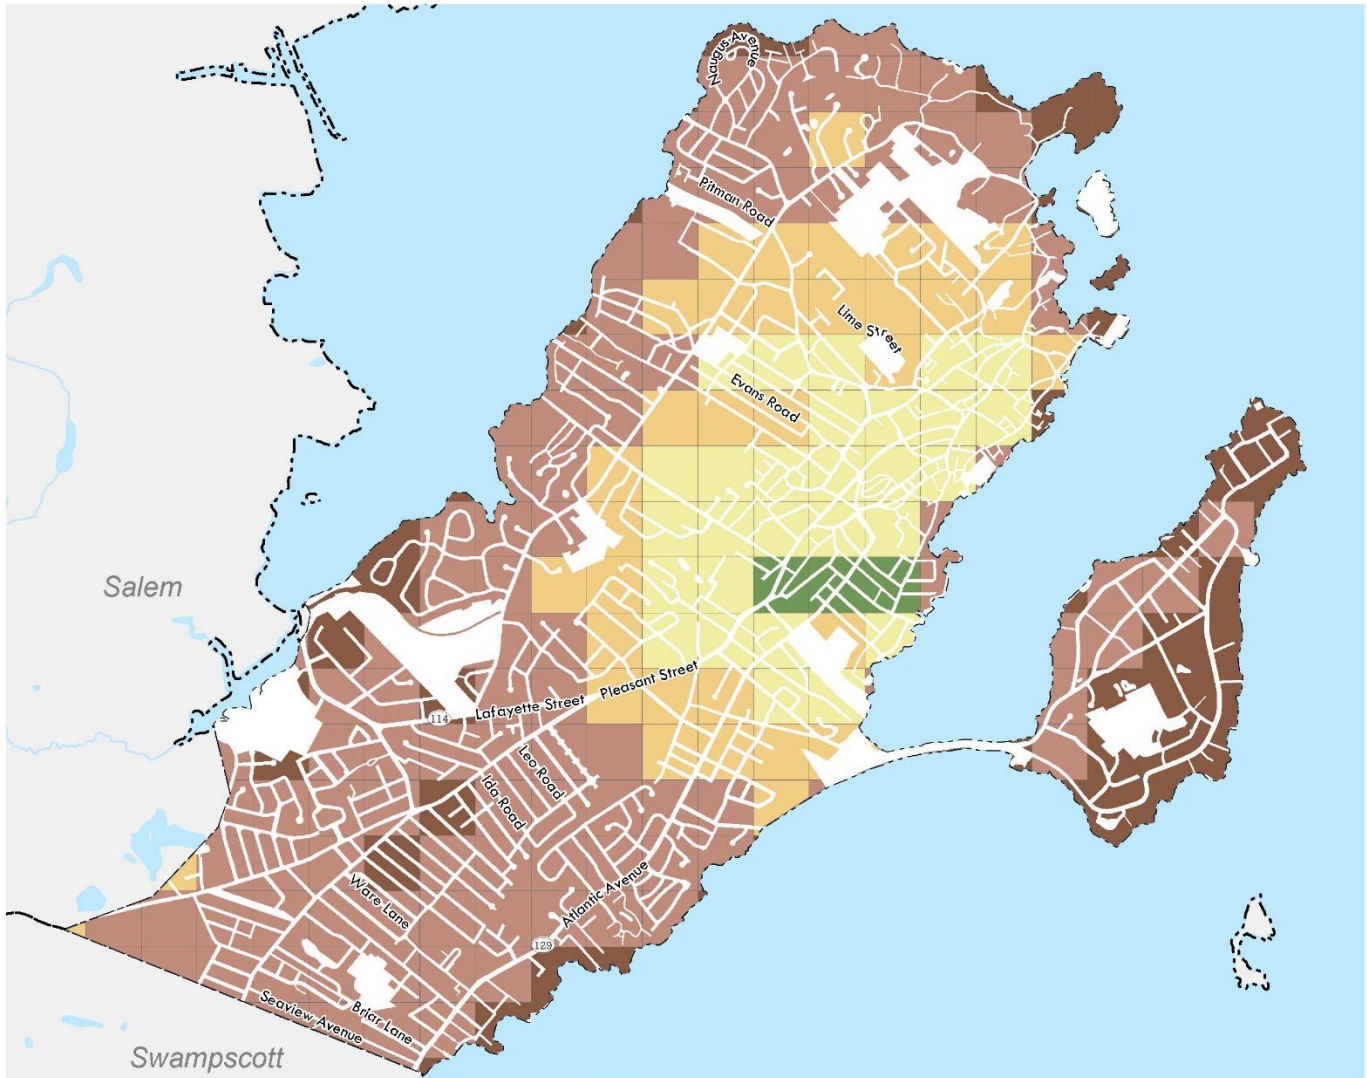 Naugus Avenue
Pitman Road
Lime Street
Evans Road
Salem
Pleasant Street
Lafayette Street
114
Leo Road
Ida Road
Ware Lane
Atlantic Avenue
129
Seaview Avenue
Briar Lane
Swampscott